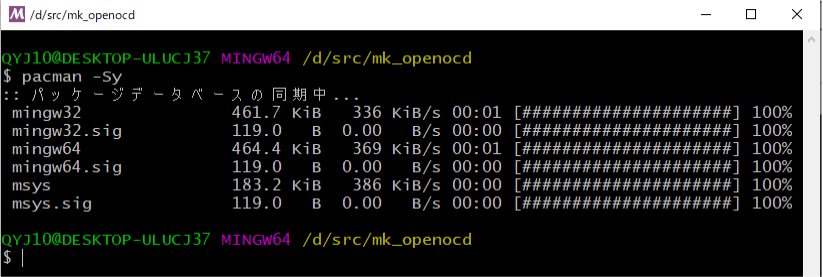 M /d/src/mk_openocd
QYJ10@DESKTOP-ULUCJ37 MINGW64 /d/src/mk_openocd
$ pacman -Sy
:: パッケージデータベースの同期中...
mingw32 461.7 KiB 336 KiB/s 00:01 [#####################] 100%
mingw32.sig 119.0 B 0.00 B/s 00:00 [#####################] 100%
mingw64 464.4 KiB 369 KiB/s 00:01 [#####################] 100%
mingw64.sig 119.0 B 0.00 B/s 00:00 [#####################] 100%
msys 183.2 KiB 386 KiB/s 00:00 [#####################] 100%
msys.sig 119.0 B 0.00 B/s 00:00 [#####################] 100%
QYJ10@DESKTOP-ULUCJ37 MINGW64 /d/src/mk_openocd
$